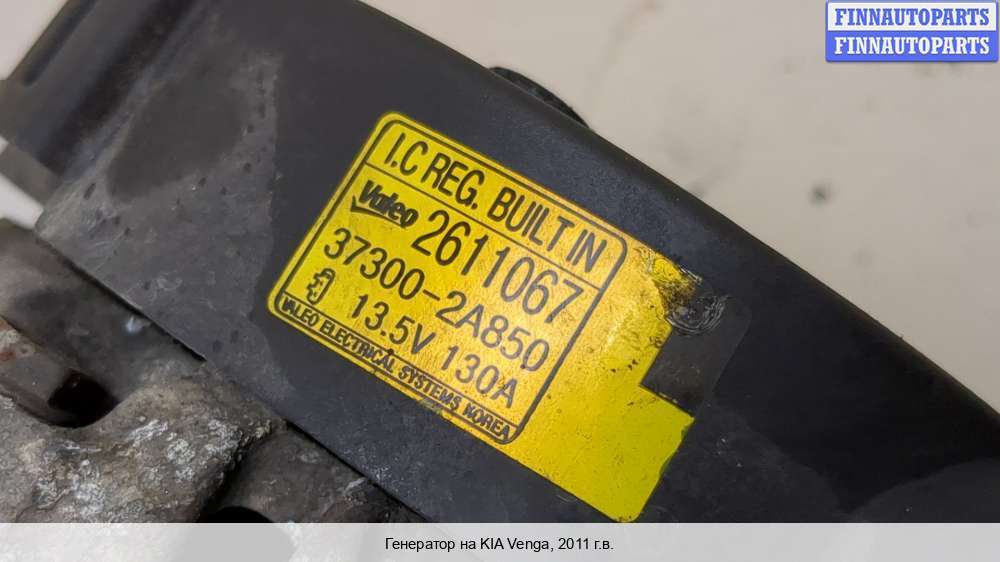 FINNAUTOPARTS
FINNAUTOPARTS
I.C REG. BUILT IN
Valeo 2611067
37300-2A850
13.5V 130A
VALEO ELECTRICAL SYSTEMS KOREA
Генератор на KIA Venga, 2011 г.в.